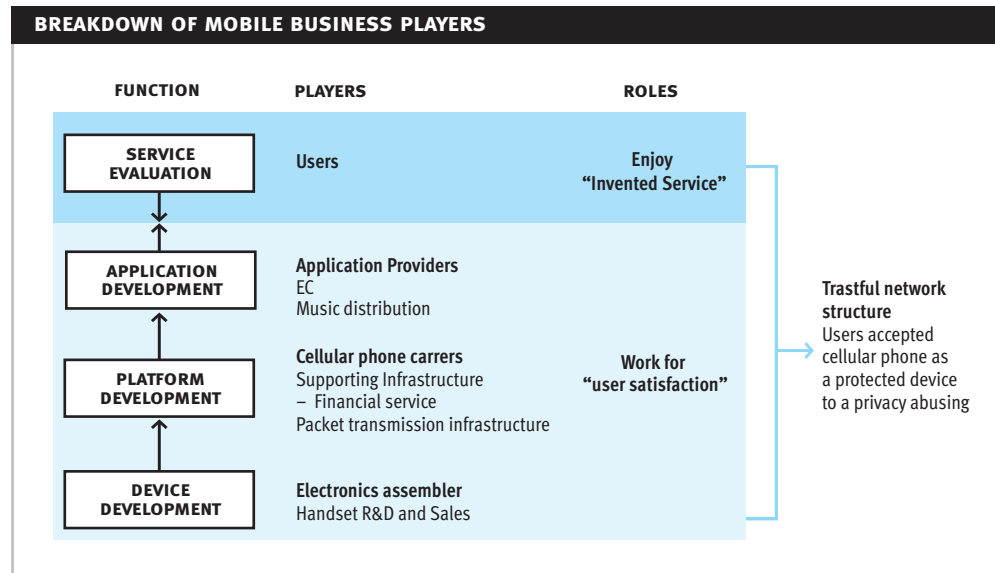 BREAKDOWN OF MOBILE BUSINESS PLAYERS
FUNCTION
PLAYERS
ROLES
SERVICE
EVALUATION
Users
Enjoy
“Invented Service”
APPLICATION
DEVELOPMENT
Application Providers
EC
Music distribution
PLATFORM
DEVELOPMENT
Cellular phone carrers
Supporting Infrastructure
– Financial service
Packet transmission infrastructure
Work for
“user satisfaction”
DEVICE
DEVELOPMENT
Electronics assembler
Handset R&D and Sales
Trastful network
structure
Users accepted
cellular phone as
a protected device
to a privacy abusing